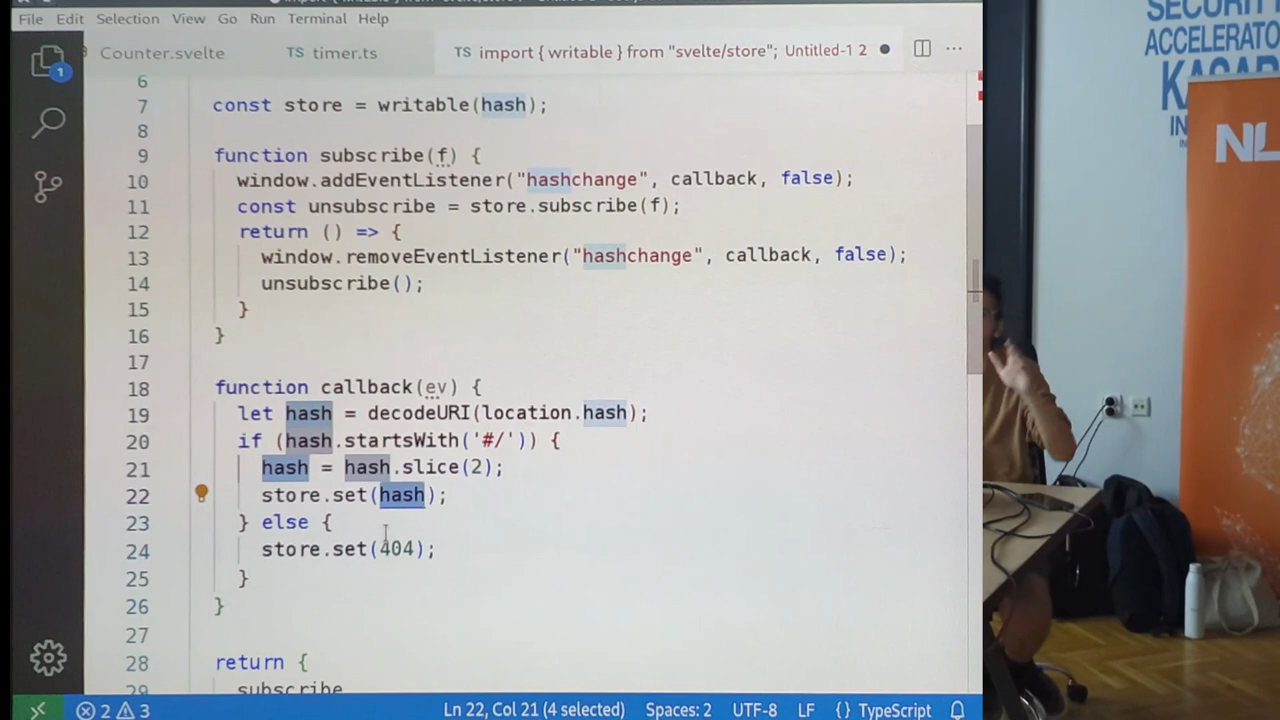 File Edit Selection View Go Run Terminal Help
Counter.svelte TS timer.ts TS import { writable } from "svelte/store"; Untitled-1 2
1
6
7 const store = writable(hash);
8
9 function subscribe(f) {
10 window.addEventListener("hashchange", callback, false);
11 const unsubscribe = store.subscribe(f);
12 return () => {
13 window.removeEventListener("hashchange", callback, false);
14 unsubscribe();
15 }
16 }
17
18 function callback(ev) {
19 let hash = decodeURI(location.hash);
20 if (hash.startsWith('#/')) {
21 hash = hash.slice(2);
22 store.set(hash);
23 } else {
24 store.set(404);
25 }
26 }
27
28 return {
29 subscribe
2 3 Ln 22, Col 21 (4 selected) Spaces: 2 UTF-8 LF {} TypeScript
NL